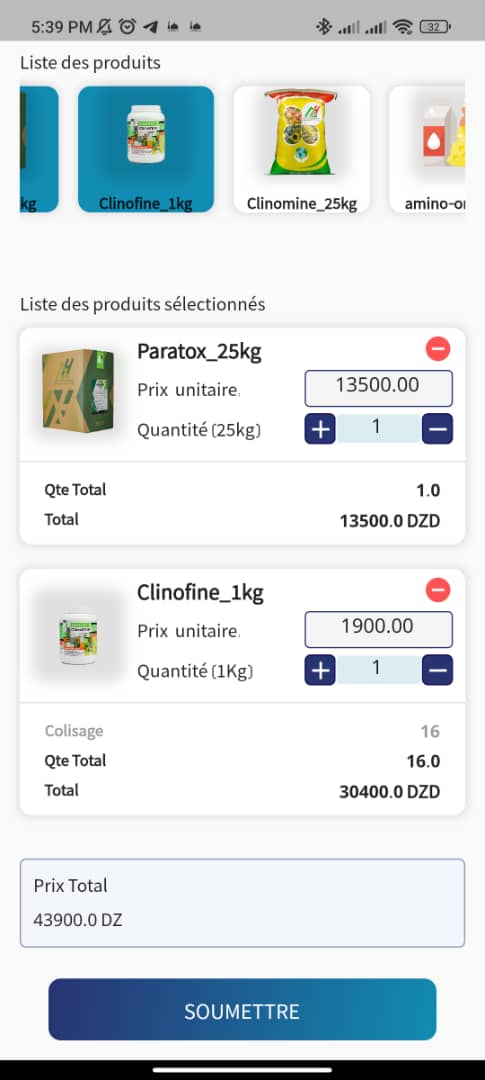 5:39 PM
32
Liste des produits
kg
Clinofine_1kg
Clinomine_25kg
Liste des produits sélectionnés
Paratox_25kg
Prix unitaire
13500.00
Quantité (25kg)
1
Qte Total
1.0
Total
13500.0 DZD
Clinofine_1kg
Prix unitaire
1900.00
Quantité (1Kg)
1
Colisage
16
Qte Total
16.0
Total
30400.0 DZD
Prix Total
43900.0 DZ
SOUMETTRE